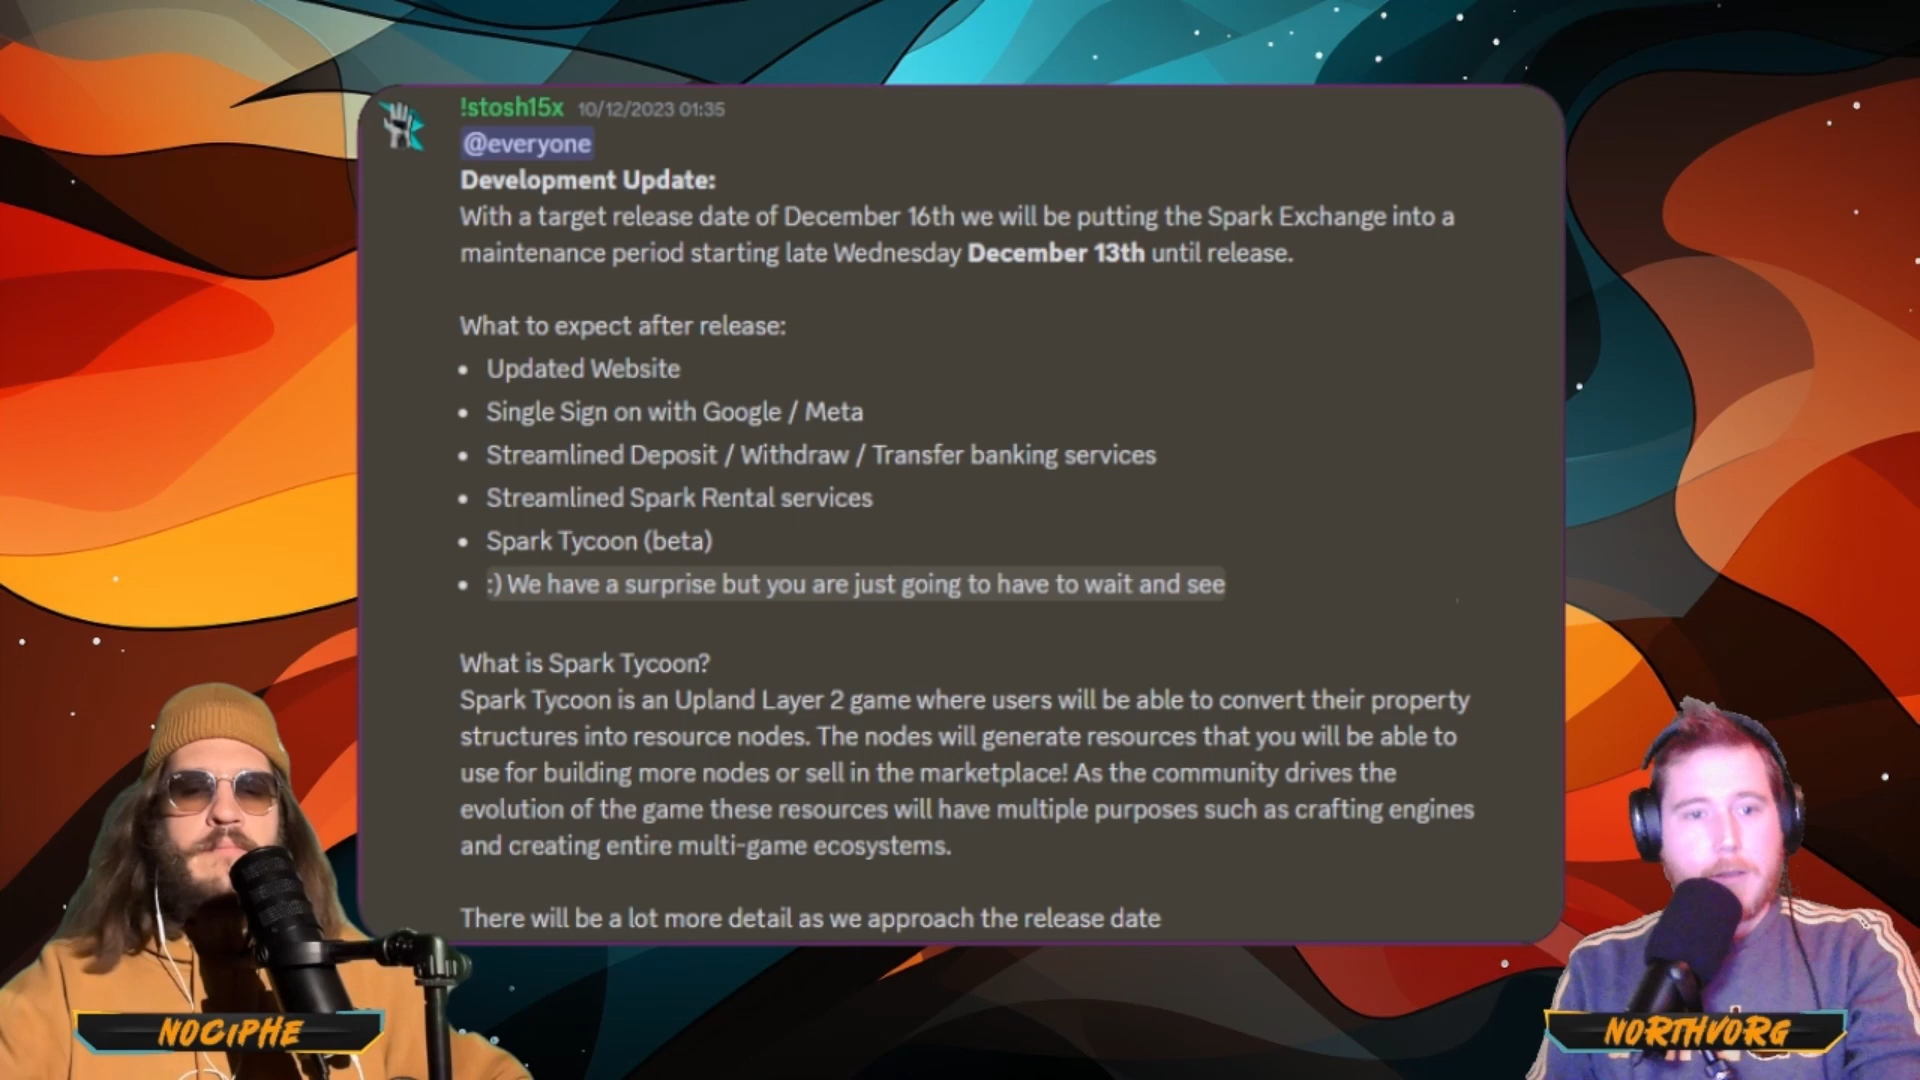 !stosh15x 10/12/2023 01:35
@everyone
Development Update:
With a target release date of December 16th we will be putting the Spark Exchange into a
maintenance period starting late Wednesday December 13th until release.
What to expect after release:
• Updated Website
• Single Sign on with Google / Meta
• Streamlined Deposit / Withdraw / Transfer banking services
• Streamlined Spark Rental services
• Spark Tycoon (beta)
• :) We have a surprise but you are just going to have to wait and see
What is Spark Tycoon?
Spark Tycoon is an Upland Layer 2 game where users will be able to convert their property
structures into resource nodes. The nodes will generate resources that you will be able to
use for building more nodes or sell in the marketplace! As the community drives the
evolution of the game these resources will have multiple purposes such as crafting engines
and creating entire multi-game ecosystems.
There will be a lot more detail as we approach the release date
NOCIPHE
NORTHVORG